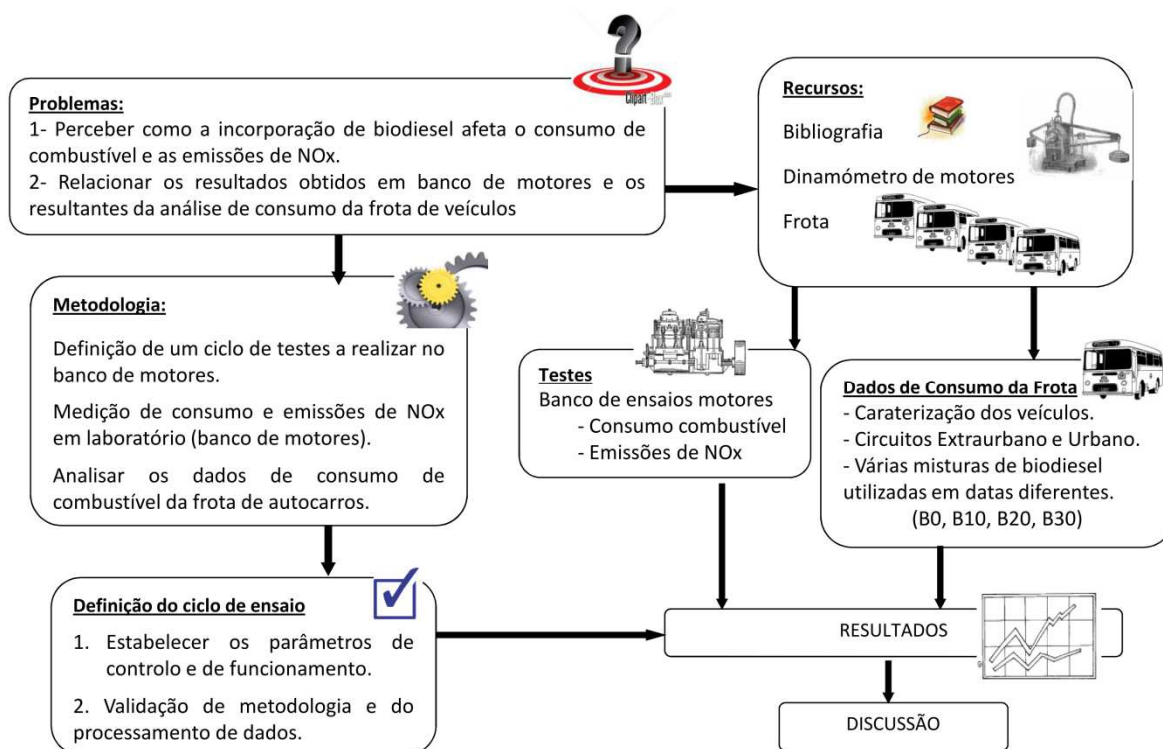 Problemas:
1- Perceber como a incorporação de biodiesel afeta o consumo de
combustível e as emissões de NOx.
2- Relacionar os resultados obtidos em banco de motores e os
resultantes da análise de consumo da frota de veículos
Recursos:
Bibliografia
Dinamómetro de motores
Frota
Metodologia:
Definição de um ciclo de testes a realizar no
banco de motores.
Medição de consumo e emissões de NOx
em laboratório (banco de motores).
Analisar os dados de consumo de
combustível da frota de autocarros.
Testes
Banco de ensaios motores
- Consumo combustível
- Emissões de NOx
Dados de Consumo da Frota
- Caraterização dos veículos.
- Circuitos Extraurbano e Urbano.
- Várias misturas de biodiesel
utilizadas em datas diferentes.
(B0, B10, B20, B30)
Definição do ciclo de ensaio
1. Estabelecer os parâmetros de
controlo e de funcionamento.
2. Validação de metodologia e do
processamento de dados.
RESULTADOS
DISCUSSÃO